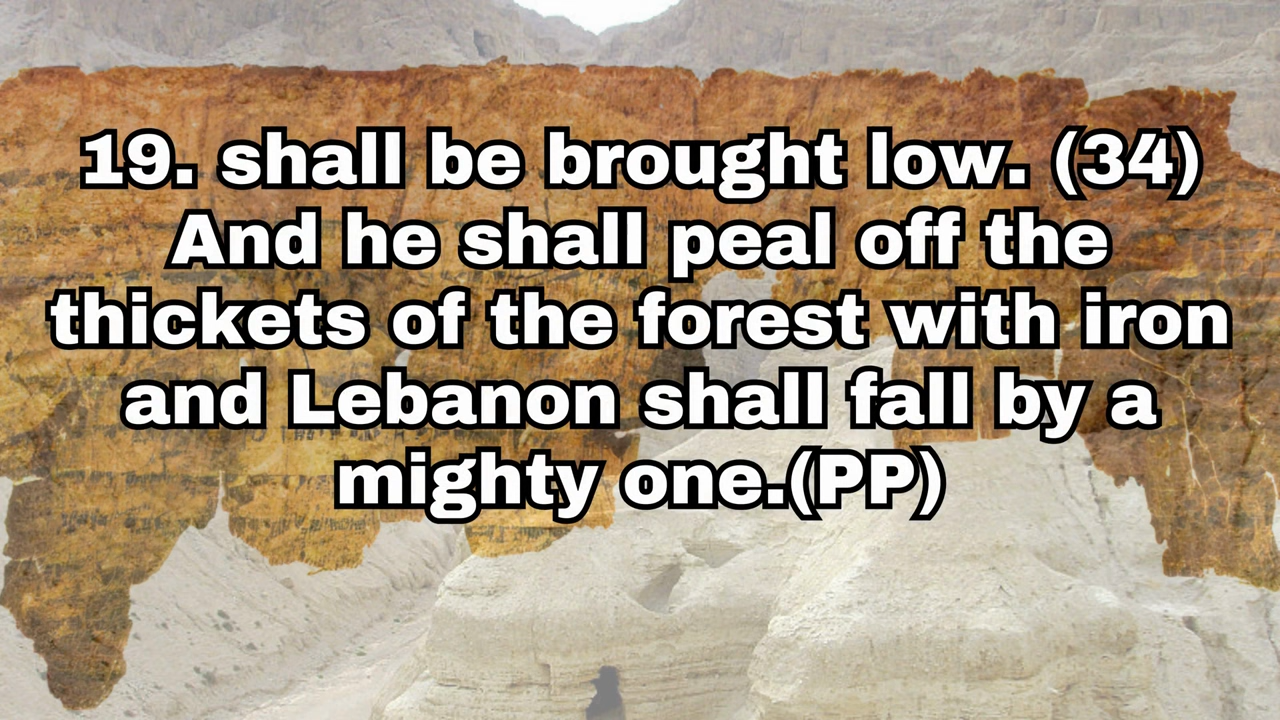 19. shall be brought low. (34)
And he shall peal off the
thickets of the forest with iron
and Lebanon shall fall by a
mighty one.(PP)